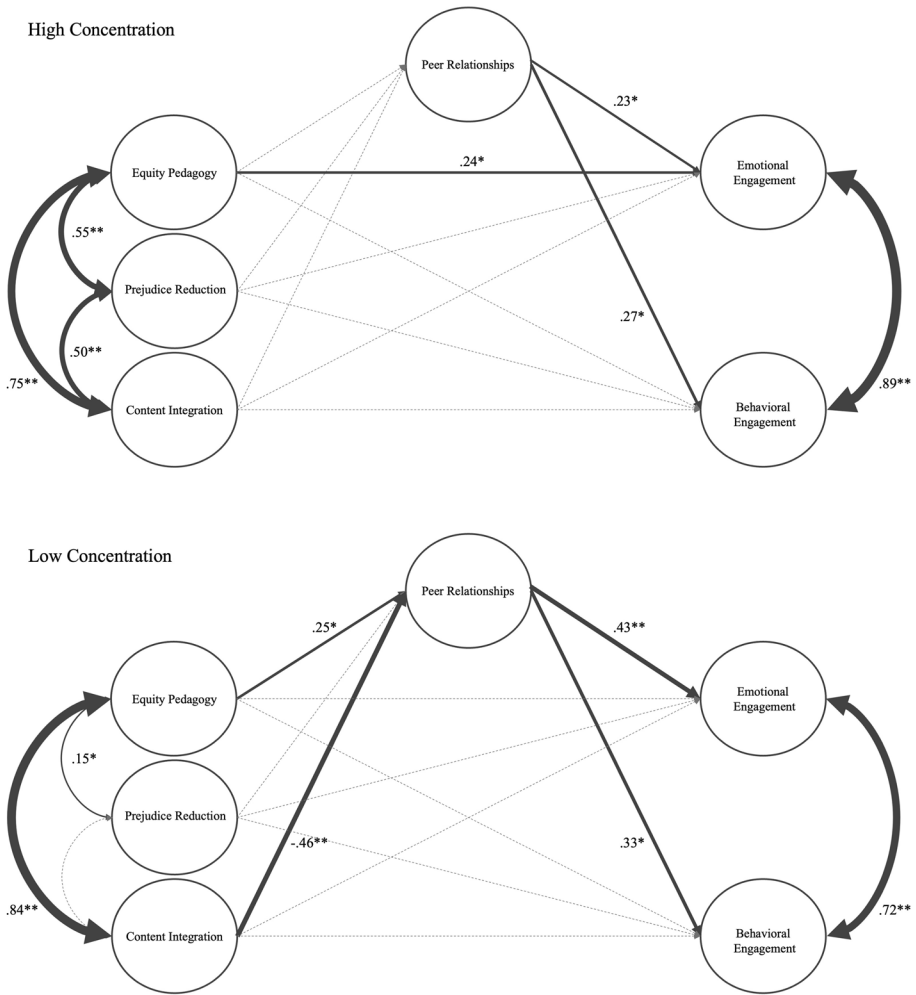 High Concentration
Peer Relationships
.23*
.24*
Equity Pedagogy
Emotional
Engagement
.55**
Prejudice Reduction
.27*
.50**
.75**
.89**
Content Integration
Behavioral
Engagement
Low Concentration
Peer Relationships
.25*
.43**
Equity Pedagogy
Emotional
Engagement
.15*
Prejudice Reduction
-.46**
.33*
.84**
.72**
Content Integration
Behavioral
Engagement